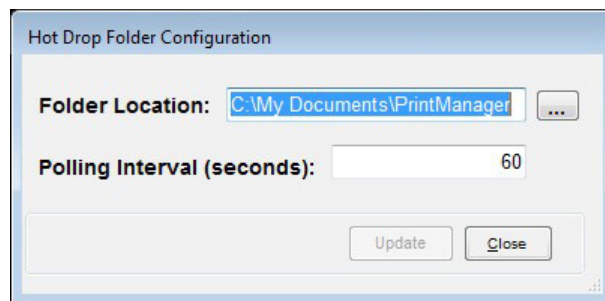 Hot Drop Folder Configuration
Folder Location: C:\My Documents\PrintManager ...
Polling Interval (seconds): 60
Update Close